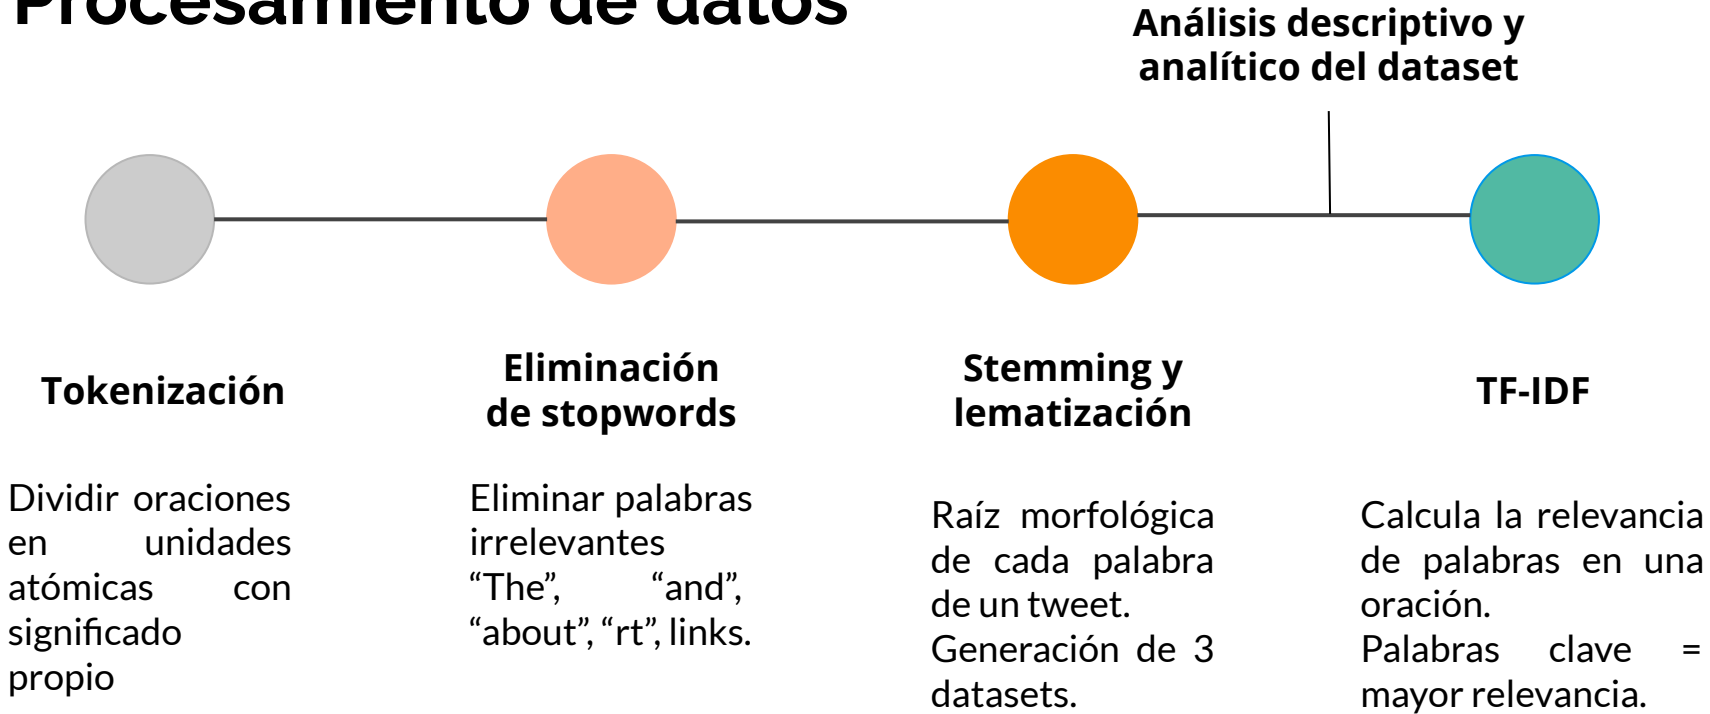 Procesamiento de datos
Análisis descriptivo y
analítico del dataset
Tokenización
Dividir oraciones
en unidades
atómicas con
significado
propio
Eliminación
de stopwords
Eliminar palabras
irrelevantes
“The”, “and”,
“about”, “rt”, links.
Stemming y
lematización
Raíz morfológica
de cada palabra
de un tweet.
Generación de 3
datasets.
TF-IDF
Calcula la relevancia
de palabras en una
oración.
Palabras clave =
mayor relevancia.